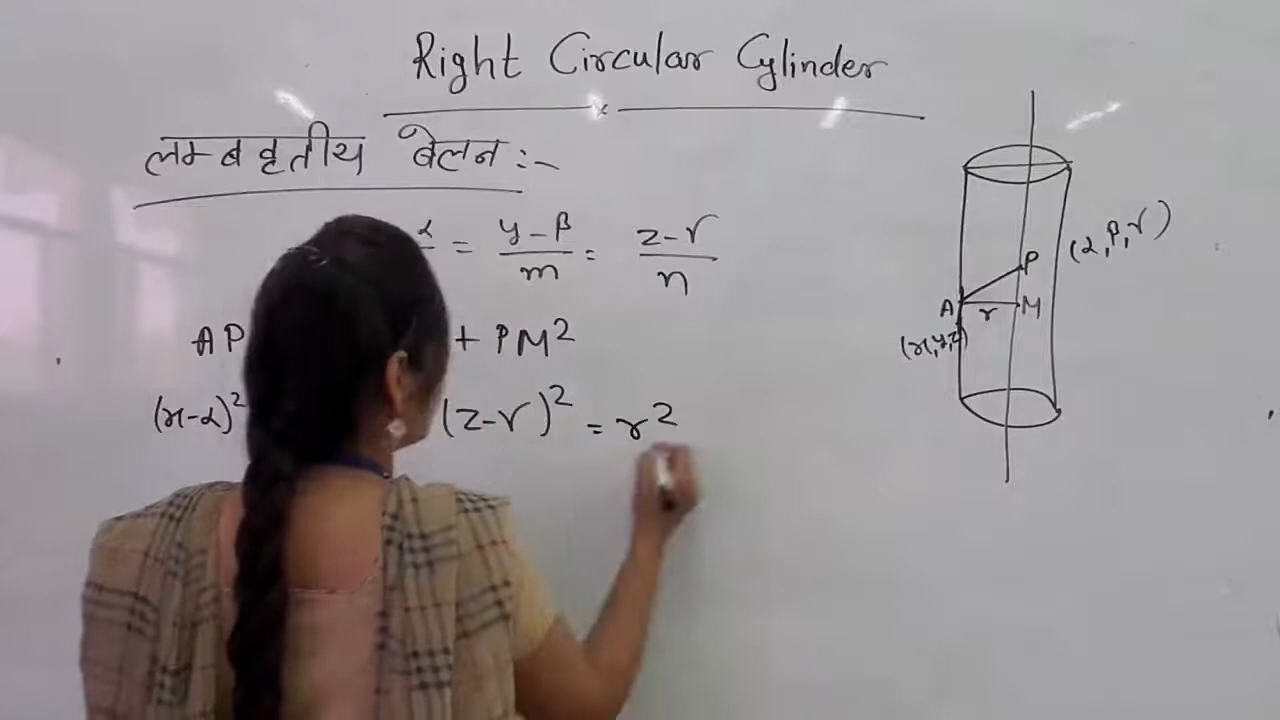 Right Circular Cylinder
लम्ब वृतीय बेलन :-
α = y-β/m = z-γ/n
AP + PM²
(x-α)² (z-γ)² = r²
P
(α, β, γ)
A r M
(x, y, z)